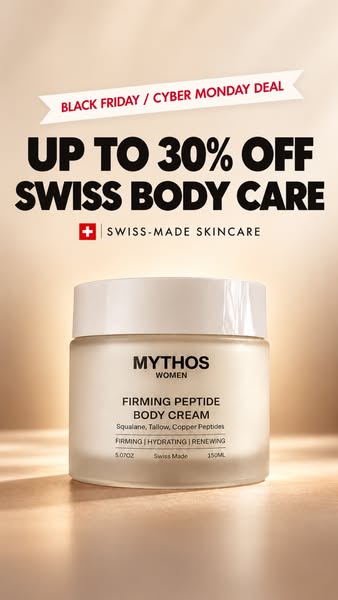 BLACK FRIDAY / CYBER MONDAY DEAL
UP TO 30% OFF
SWISS BODY CARE
SWISS-MADE SKINCARE
MYTHOS
WOMEN
FIRMING PEPTIDE
BODY CREAM
Squalane, Tallow, Copper Peptides
FIRMING | HYDRATING | RENEWING
5.07OZ Swiss Made 150ML